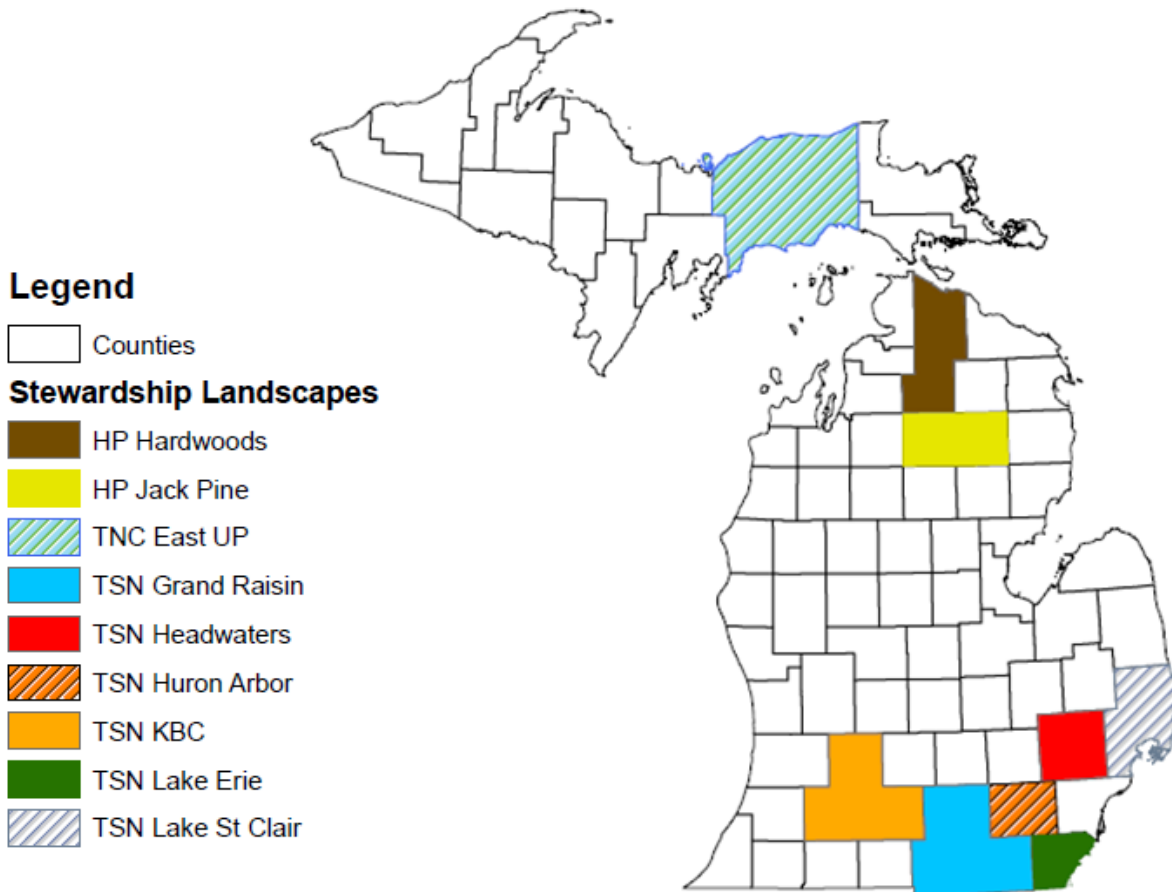 Legend
Counties
Stewardship Landscapes
HP Hardwoods
HP Jack Pine
TNC East UP
TSN Grand Raisin
TSN Headwaters
TSN Huron Arbor
TSN KBC
TSN Lake Erie
TSN Lake St Clair